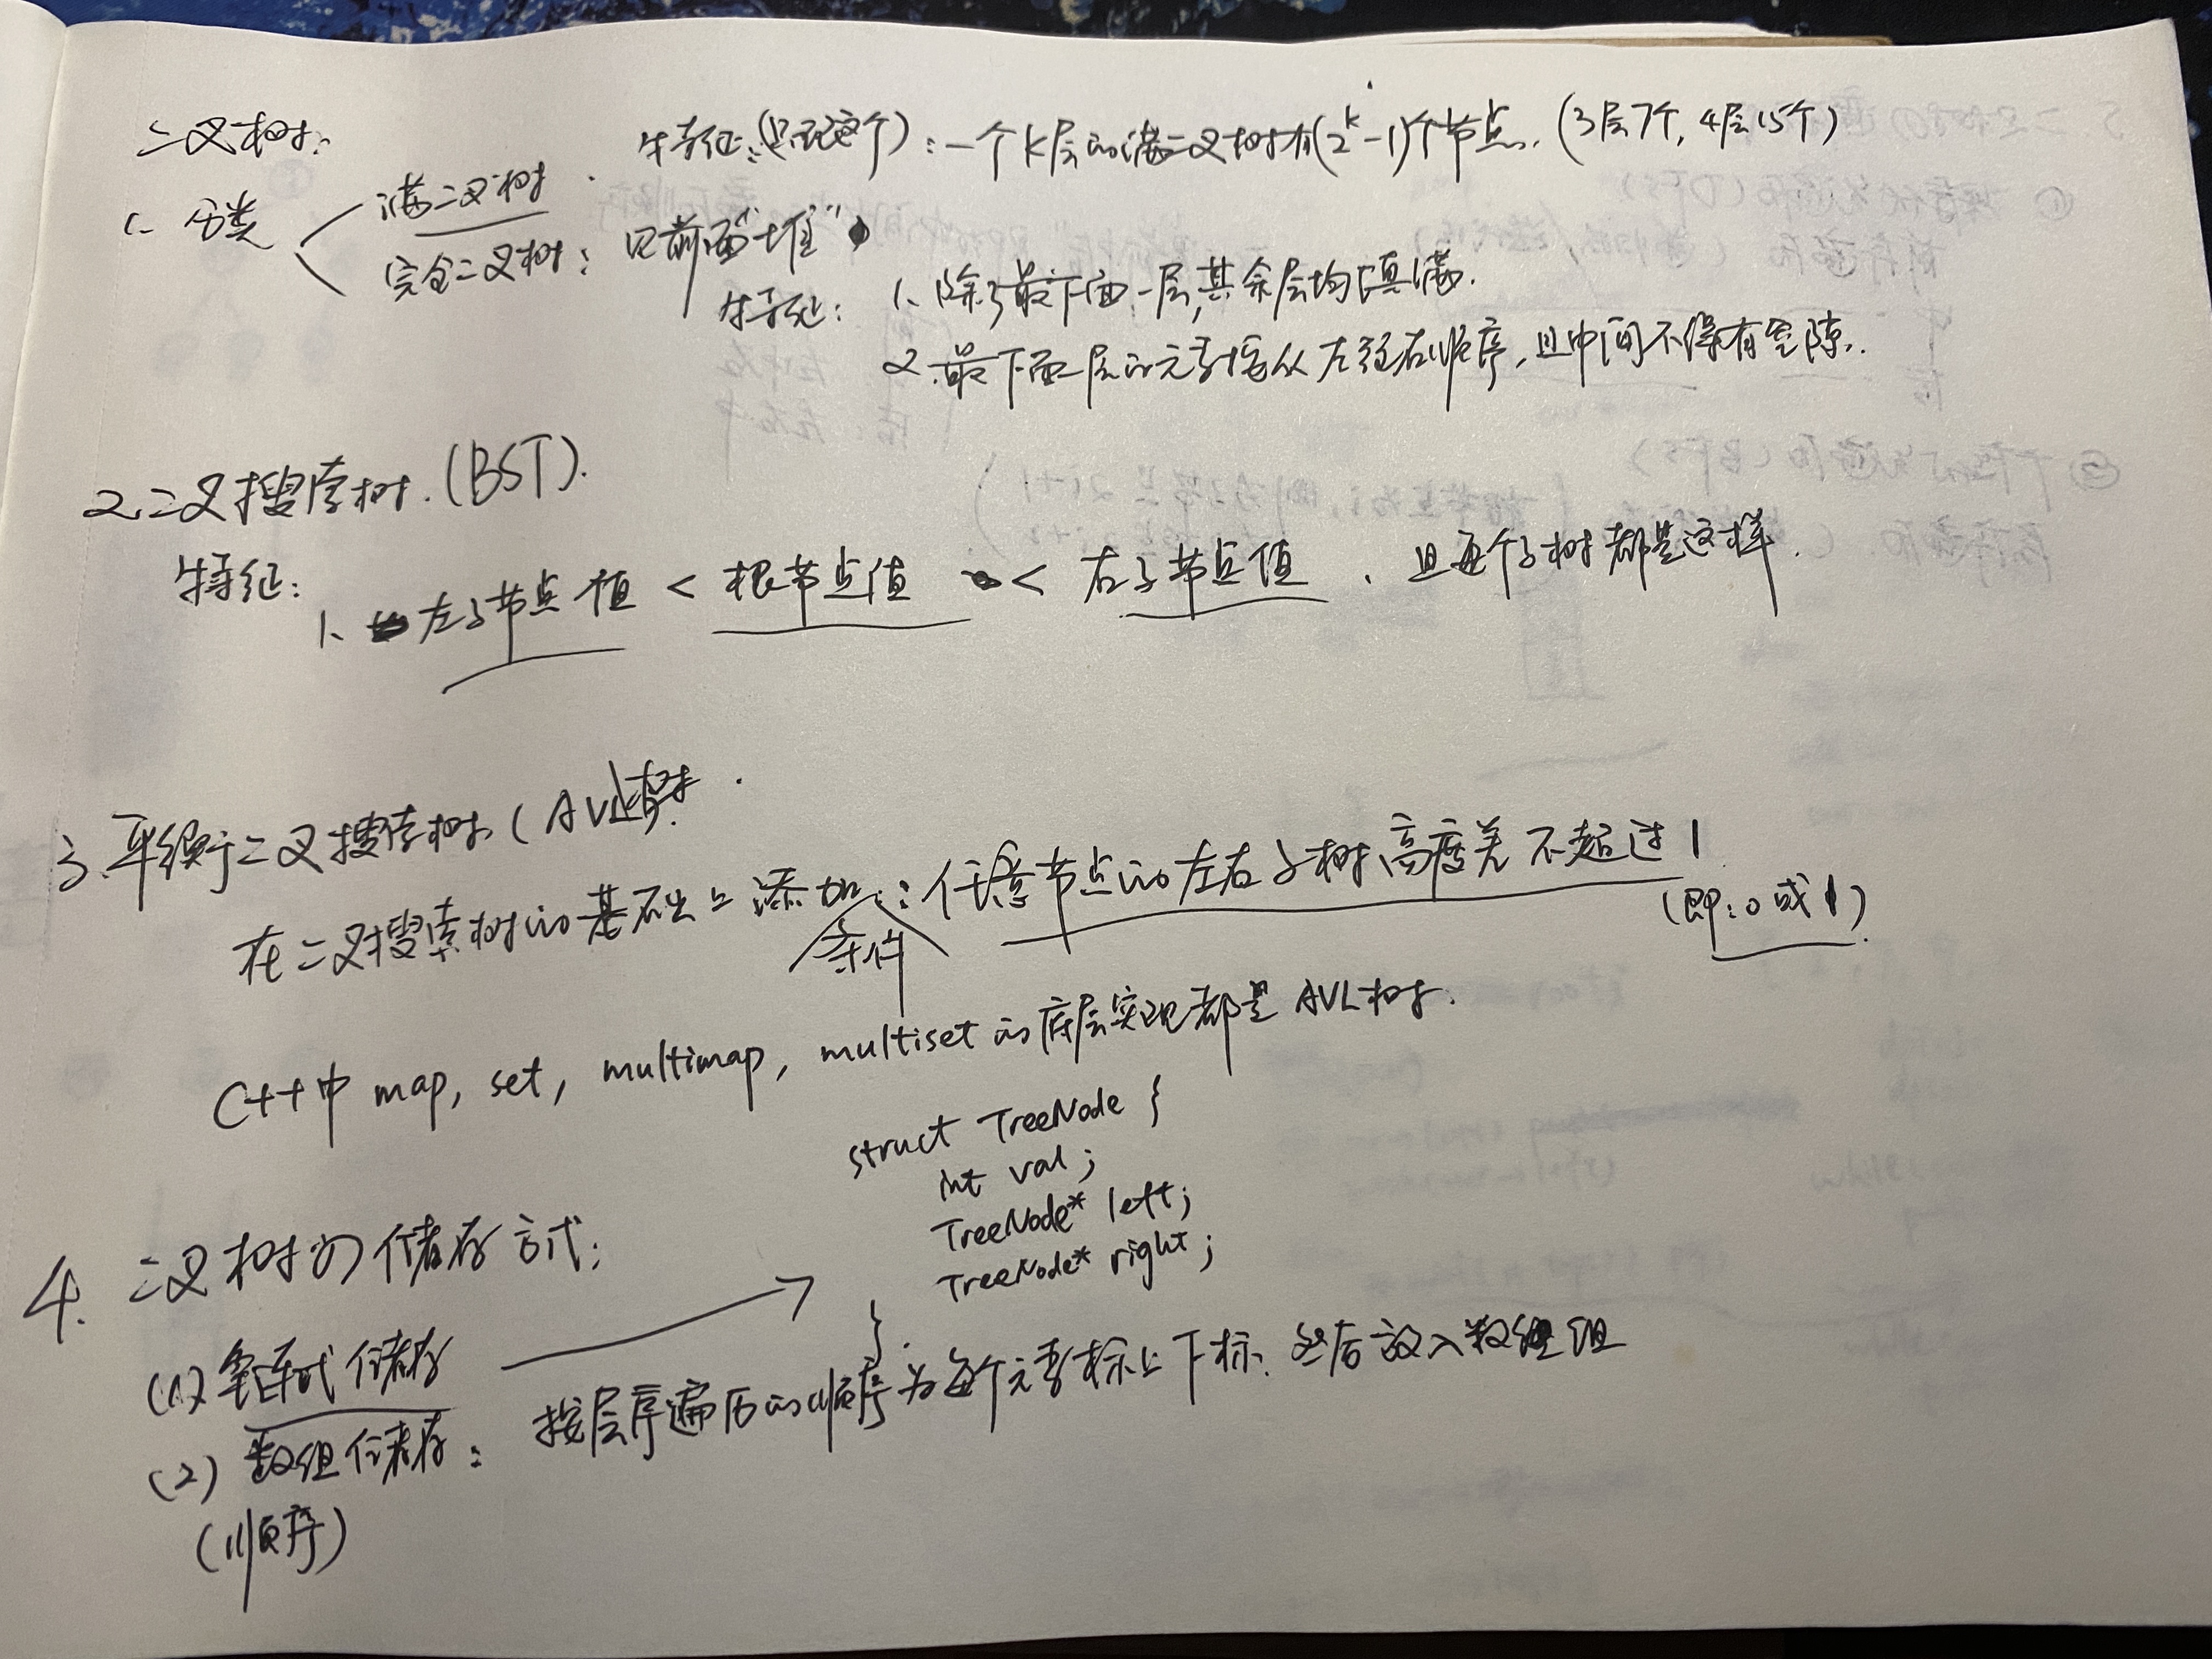 二叉树:
特征:(只记这个):一个k层的满二叉树有(2^k-1)个节点.(3层7个,4层15个)
1、分类
满二叉树.
完全二叉树: 见前面"堆"
特征: 1、除了最下面一层,其余层均填满.
2.最下面一层的元素按从左往右顺序,且中间不得有空隙.
2.二叉搜索树.(BST).
特征:
1、左子节点值 < 根节点值 < 右子节点值、且每个子树都是这样.
3.平衡二叉搜索树(AVL树).
在二叉搜索树的基础上添加条件:任意节点的左右子树高度差不超过1
(即:0或1)
C++中 map, set, multimap, multiset 的底层实现都是 AVL树.
struct TreeNode {
int val;
TreeNode* left;
TreeNode* right;
}.
4. 二叉树的储存方式:
(1) 链式储存
(2) 数组储存: 按层序遍历的顺序为每个元素标上下标.然后放入数组
(顺序)